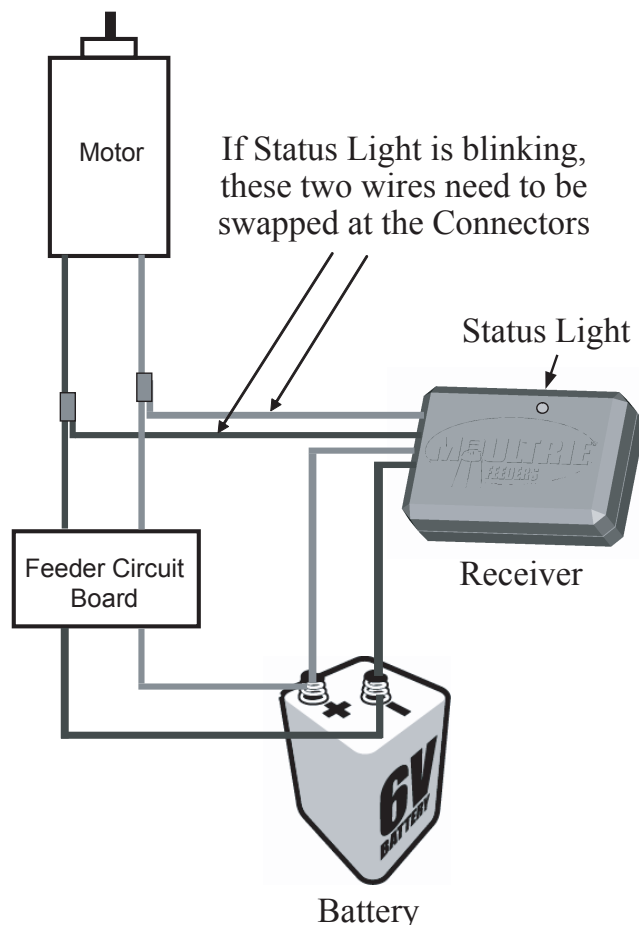 Motor
If Status Light is blinking,
these two wires need to be
swapped at the Connectors
Status Light
MOULTRIE
FEEDERS
Receiver
Feeder Circuit
Board
+ -
6V
BATTERY
Battery